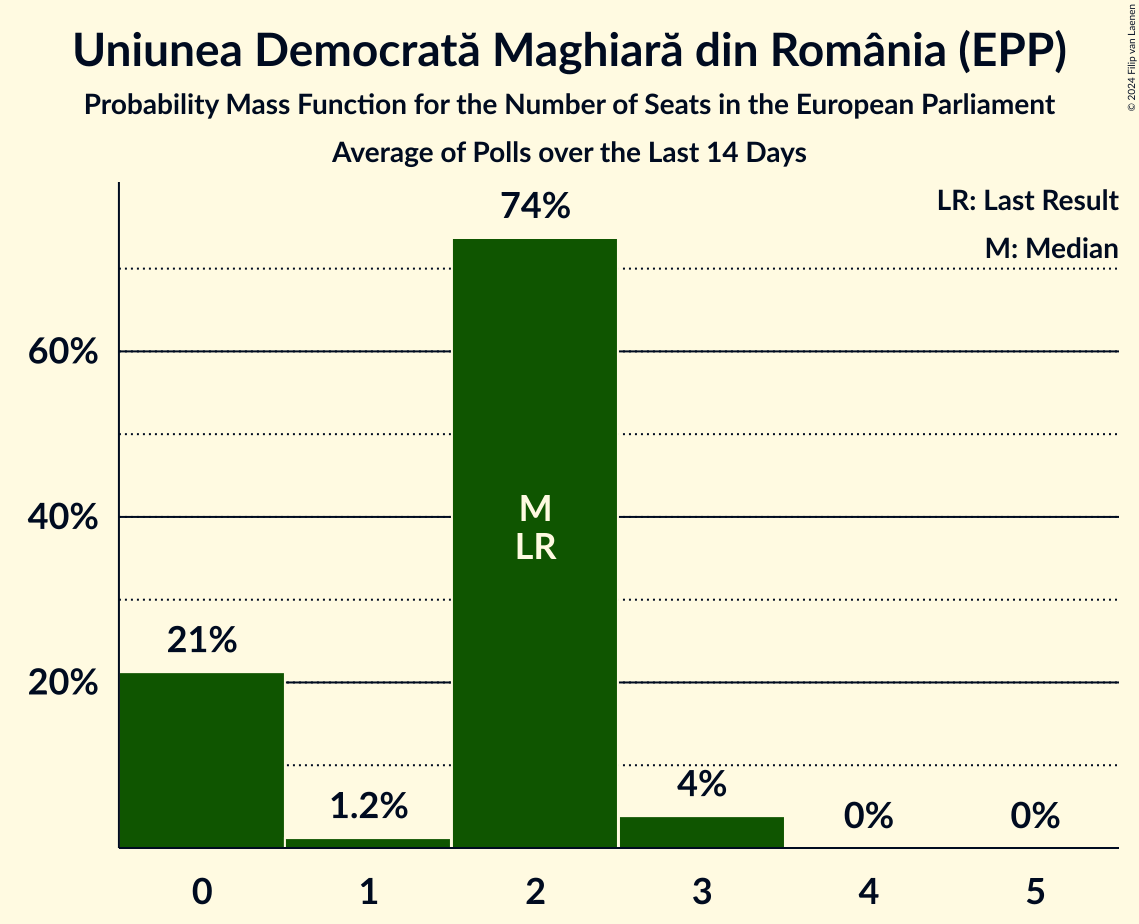 Uniunea Democrată Maghiară din România (EPP)
Probability Mass Function for the Number of Seats in the European Parliament
Average of Polls over the Last 14 Days
© 2024 Filip van Laenen
LR: Last Result
M: Median
74%
60%
40%
20%
M
LR
21%
1.2%
4%
0%
0%
0 1 2 3 4 5